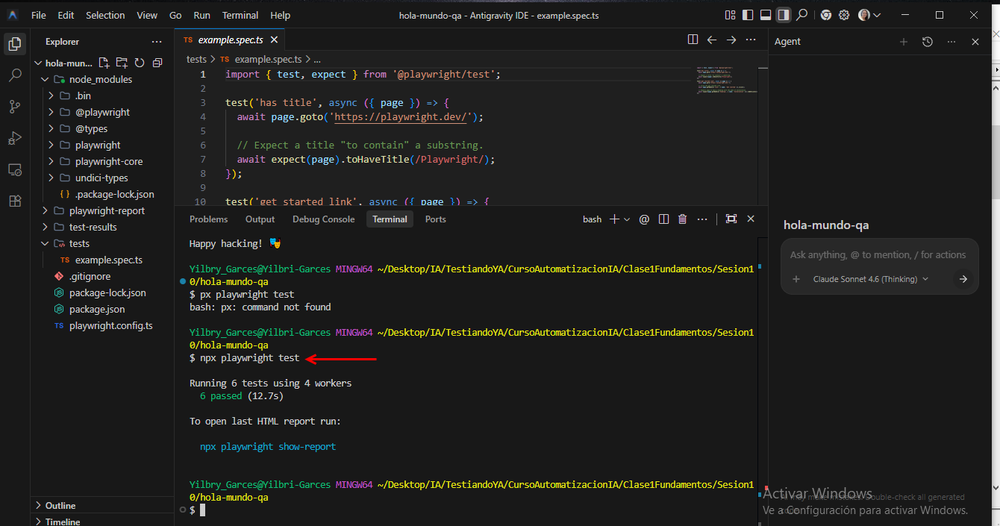 File Edit Selection View Go Run Terminal Help
hola-mundo-qa - Antigravity IDE - example.spec.ts
Explorer
hola-mun...
node_modules
.bin
@playwright
@types
playwright
playwright-core
undici-types
{ } .package-lock.json
playwright-report
test-results
tests
TS example.spec.ts
.gitignore
package-lock.json
package.json
TS playwright.config.ts
Outline
Timeline
TS example.spec.ts
tests > TS example.spec.ts > ...
1 import { test, expect } from '@playwright/test';
2
3 test('has title', async ({ page }) => {
4 await page.goto('https://playwright.dev/');
5
6 // Expect a title "to contain" a substring.
7 await expect(page).toHaveTitle(/Playwright/);
8 });
9
10 test('get started link', async ({ page }) => {
Problems Output Debug Console Terminal Ports
bash
Happy hacking! 🎭
Yilbry_Garces@Yilbri-Garces MINGW64 ~/Desktop/IA/TestiandoYA/CursoAutomatizacionIA/Clase1Fundamentos/Sesion1
0/hola-mundo-qa
$ px playwright test
bash: px: command not found
Yilbry_Garces@Yilbri-Garces MINGW64 ~/Desktop/IA/TestiandoYA/CursoAutomatizacionIA/Clase1Fundamentos/Sesion1
0/hola-mundo-qa
$ npx playwright test
Running 6 tests using 4 workers
6 passed (12.7s)
To open last HTML report run:
npx playwright show-report
Yilbry_Garces@Yilbri-Garces MINGW64 ~/Desktop/IA/TestiandoYA/CursoAutomatizacionIA/Clase1Fundamentos/Sesion1
0/hola-mundo-qa
$
Agent
hola-mundo-qa
Ask anything, @ to mention, / for actions
Claude Sonnet 4.6 (Thinking)
Double-check all generated
Activar Windows
Ve a Configuración para activar Windows.